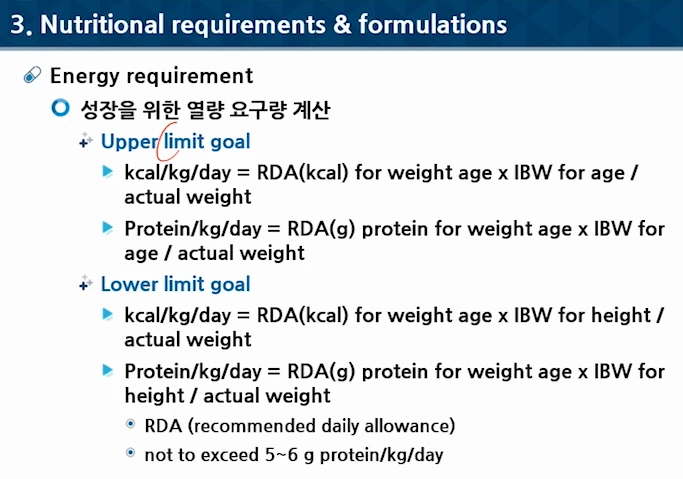 3. Nutritional requirements & formulations
Energy requirement
성장을 위한 열량 요구량 계산
Upper limit goal
kcal/kg/day = RDA(kcal) for weight age x IBW for age /
actual weight
Protein/kg/day = RDA(g) protein for weight age x IBW for
age / actual weight
Lower limit goal
kcal/kg/day = RDA(kcal) for weight age x IBW for height /
actual weight
Protein/kg/day = RDA(g) protein for weight age x IBW for
height / actual weight
RDA (recommended daily allowance)
not to exceed 5~6 g protein/kg/day